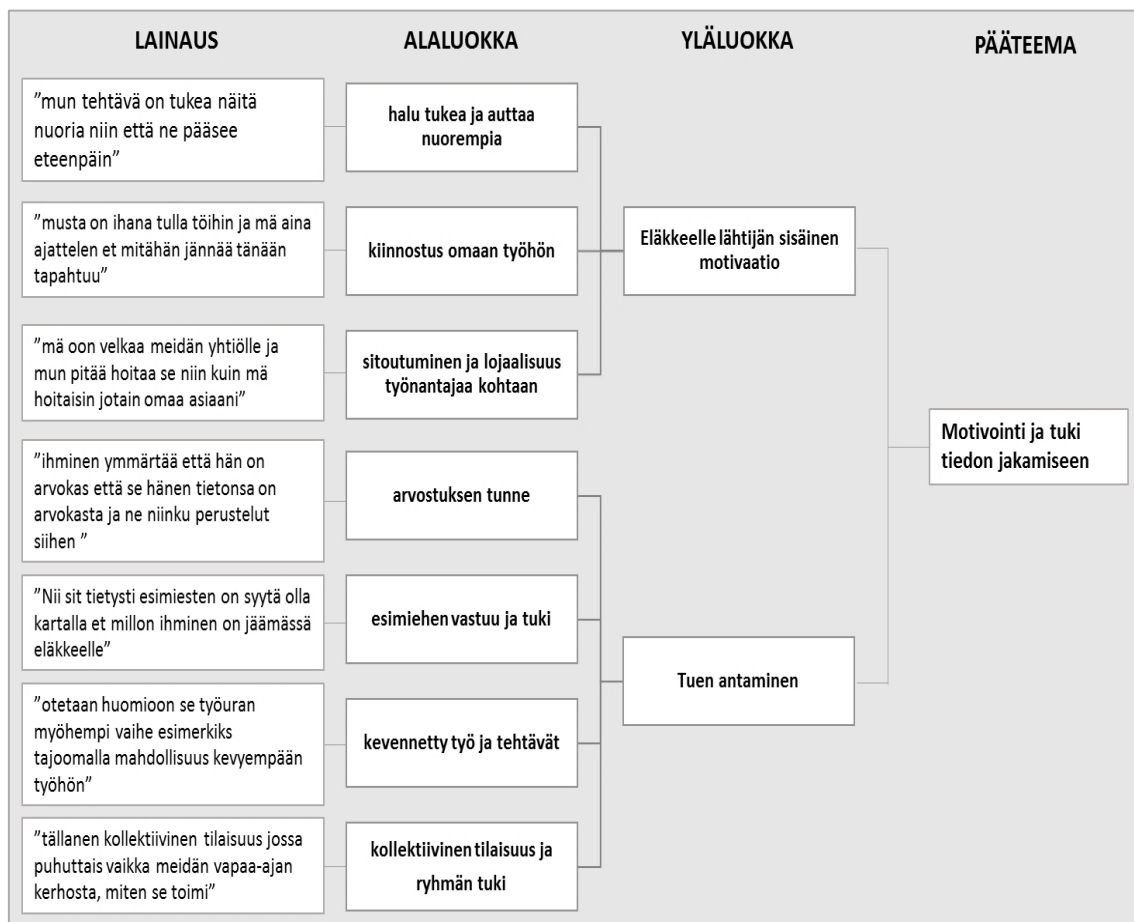 LAINAUS
ALALUOKKA
YLÄLUOKKA
PÄÄTEEMA
”mun tehtävä on tukea näitä
nuoria niin että ne pääsee
eteenpäin”
halu tukea ja auttaa
nuorempia
”musta on ihana tulla töihin ja mä aina
ajattelen et mitähän jännää tänään
tapahtuu”
kiinnostus omaan työhön
Eläkkeelle lähtijän sisäinen
motivaatio
”mä oon velkaa meidän yhtiölle ja
mun pitää hoitaa se niin kuin mä
hoitaisin jotain omaa asiaani”
sitoutuminen ja lojaalisuus
työnantajaa kohtaan
Motivointi ja tuki
tiedon jakamiseen
”ihminen ymmärtää että hän on
arvokas että se hänen tietonsa on
arvokasta ja ne niinku perustelut
siihen ”
arvostuksen tunne
”Nii sit tietysti esimiesten on syytä olla
kartalla et millon ihminen on jäämässä
eläkkeelle”
esimiehen vastuu ja tuki
Tuen antaminen
”otetaan huomioon se työuran
myöhempi vaihe esimerkiks
tajoomalla mahdollisuus kevyempään
työhön”
kevennetty työ ja tehtävät
”tällanen kollektiivinen tilaisuus jossa
puhuttais vaikka meidän vapaa-ajan
kerhosta, miten se toimi”
kollektiivinen tilaisuus ja
ryhmän tuki